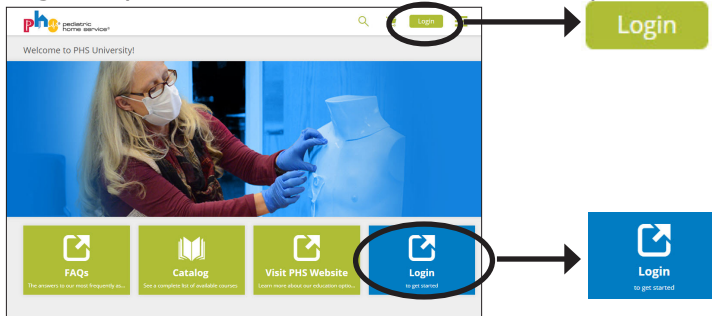 phs pediatric
home service®
Login
Login
Welcome to PHS University!
FAQs
The answers to our most frequently as...
Catalog
See a complete list of available courses
Visit PHS Website
Learn more about our education optio...
Login
to get started
Login
to get started